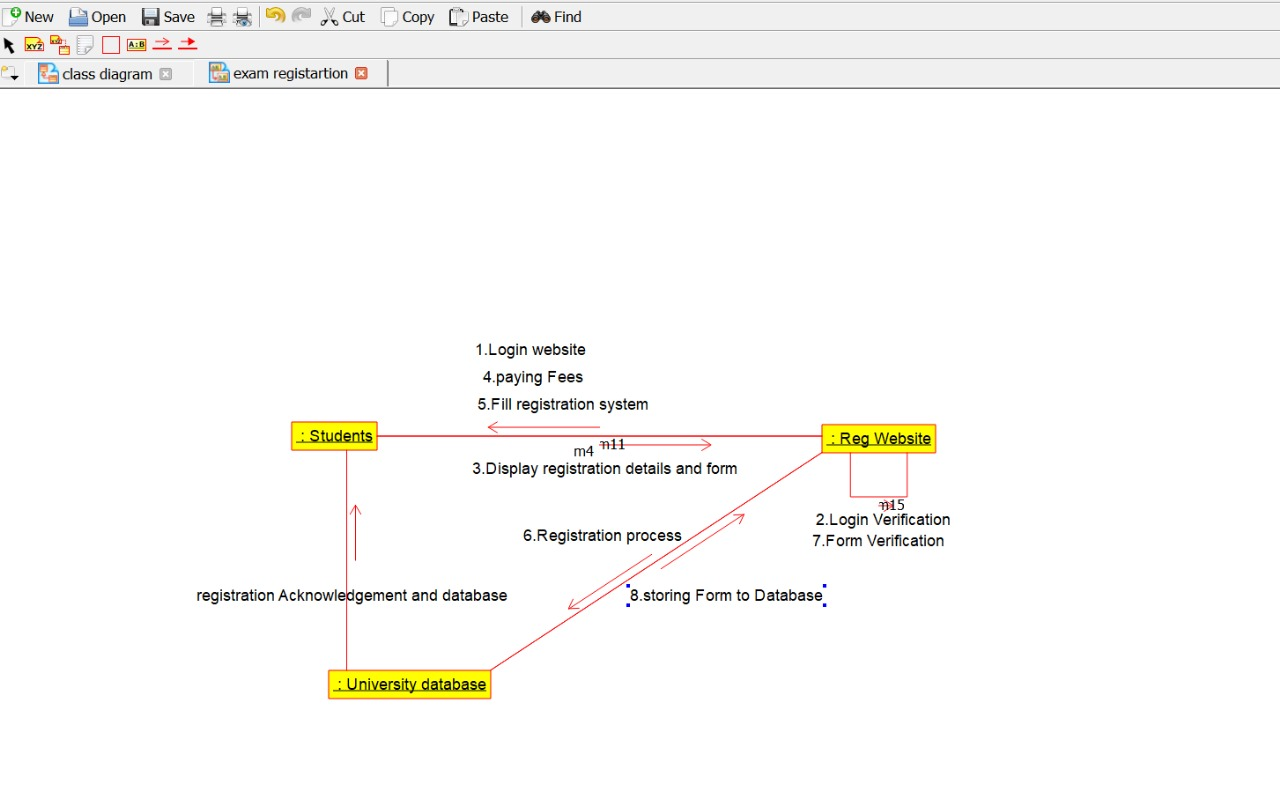 New Open Save Cut Copy Paste Find
XYZ A:B
class diagram exam registartion
1.Login website
4.paying Fees
5.Fill registration system
: Students
: Reg Website
m11
m4
3.Display registration details and form
m15
2.Login Verification
7.Form Verification
6.Registration process
registration Acknowledgement and database
8.storing Form to Database
: University database